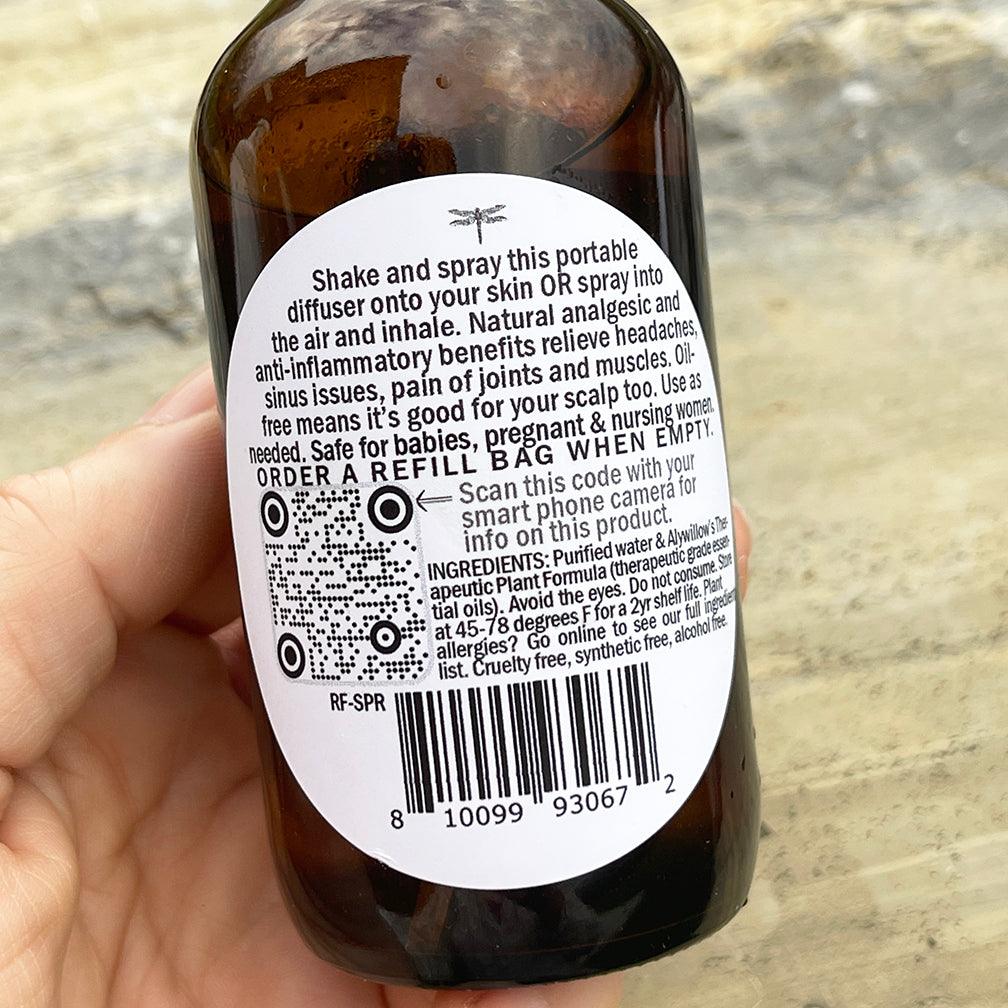 Shake and spray this portable
diffuser onto your skin OR spray into
the air and inhale. Natural analgesic and
anti-inflammatory benefits relieve headaches,
sinus issues, pain of joints and muscles. Oil-
free means it's good for your scalp too. Use as
needed. Safe for babies, pregnant & nursing women.
ORDER A REFILL BAG WHEN EMPTY.
Scan this code with your
smart phone camera for
info on this product.
INGREDIENTS: Purified water & Alywillow's Ther-
apeutic Plant Formula (therapeutic grade essen-
tial oils). Avoid the eyes. Do not consume. Store
at 45-78 degrees F for a 2yr shelf life. Plant
allergies? Go online to see our full ingredient
list. Cruelty free, synthetic free, alcohol free.
RF-SPR
8 10099 93067 2